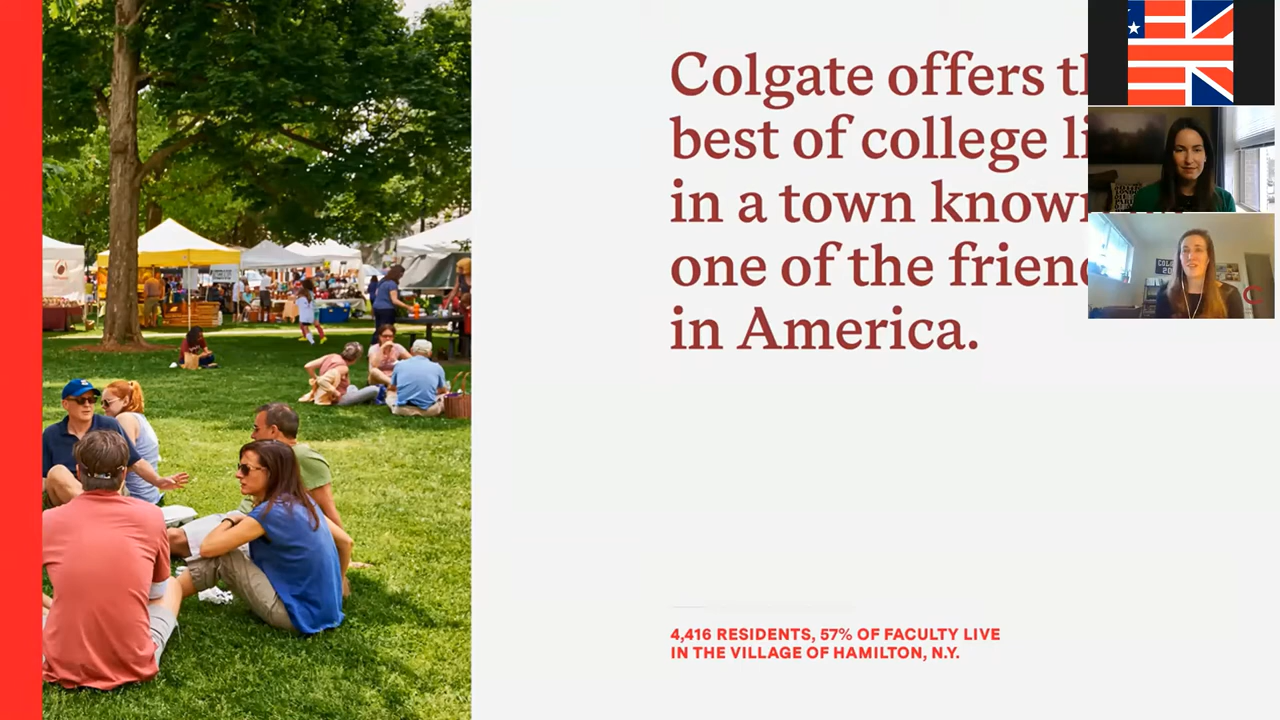 Colgate offers
best of college
in a town
one of the
in America.
4,416 RESIDENTS, 57% OF FACULTY LIVE
IN THE VILLAGE OF HAMILTON, N.Y.